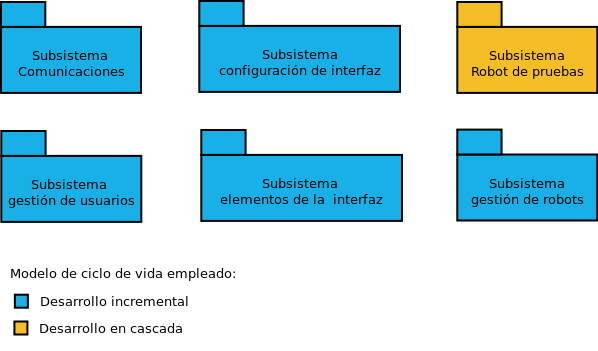 Subsistema
Comunicaciones
Subsistema
configuración de interfaz
Subsistema
Robot de pruebas
Subsistema
gestión de usuarios
Subsistema
elementos de la  interfaz
Subsistema
gestión de robots
Modelo de ciclo de vida empleado:
Desarrollo incremental
Desarrollo en cascada